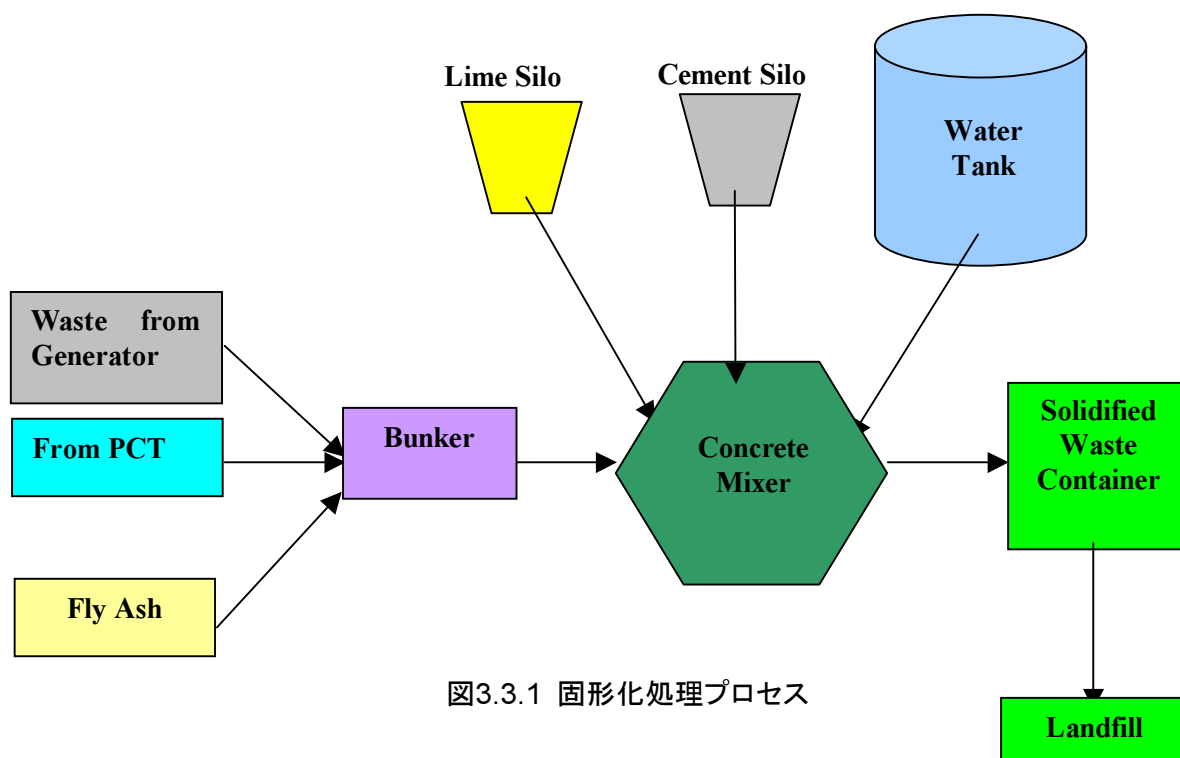 Lime Silo
Cement Silo
Water
Tank
Waste from
Generator
From PCT
Bunker
Concrete
Mixer
Solidified
Waste
Container
Fly Ash
図3.3.1 固形化処理プロセス
Landfill